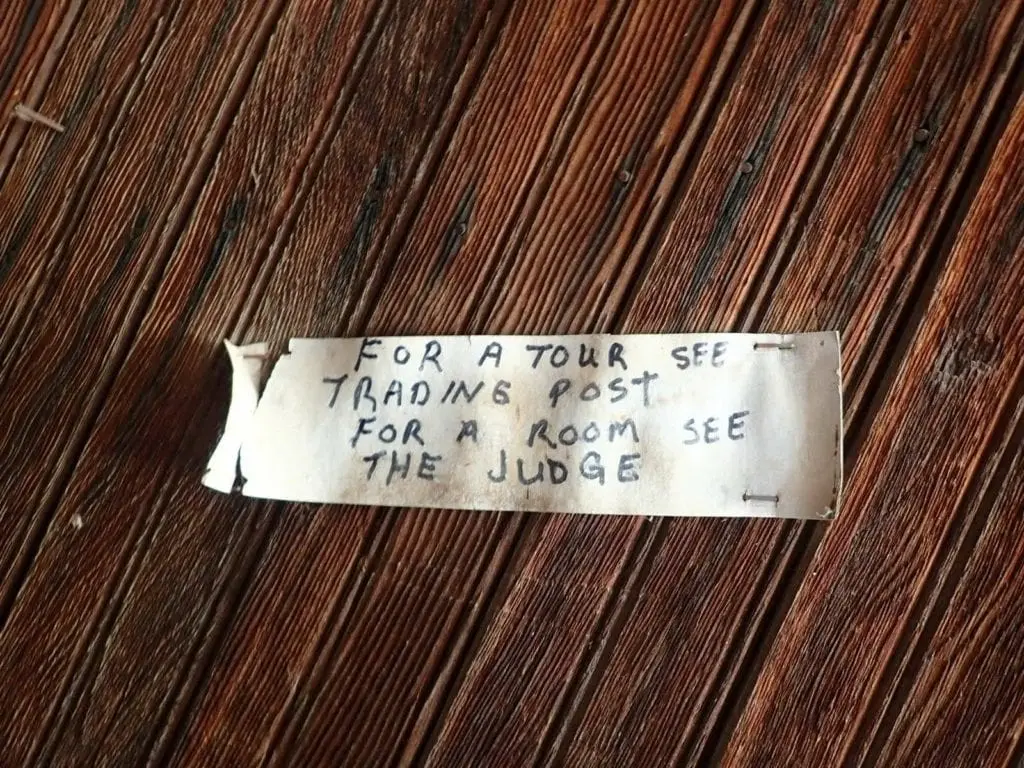 FOR A TOUR SEE
TRADING POST
FOR A ROOM SEE
THE JUDGE